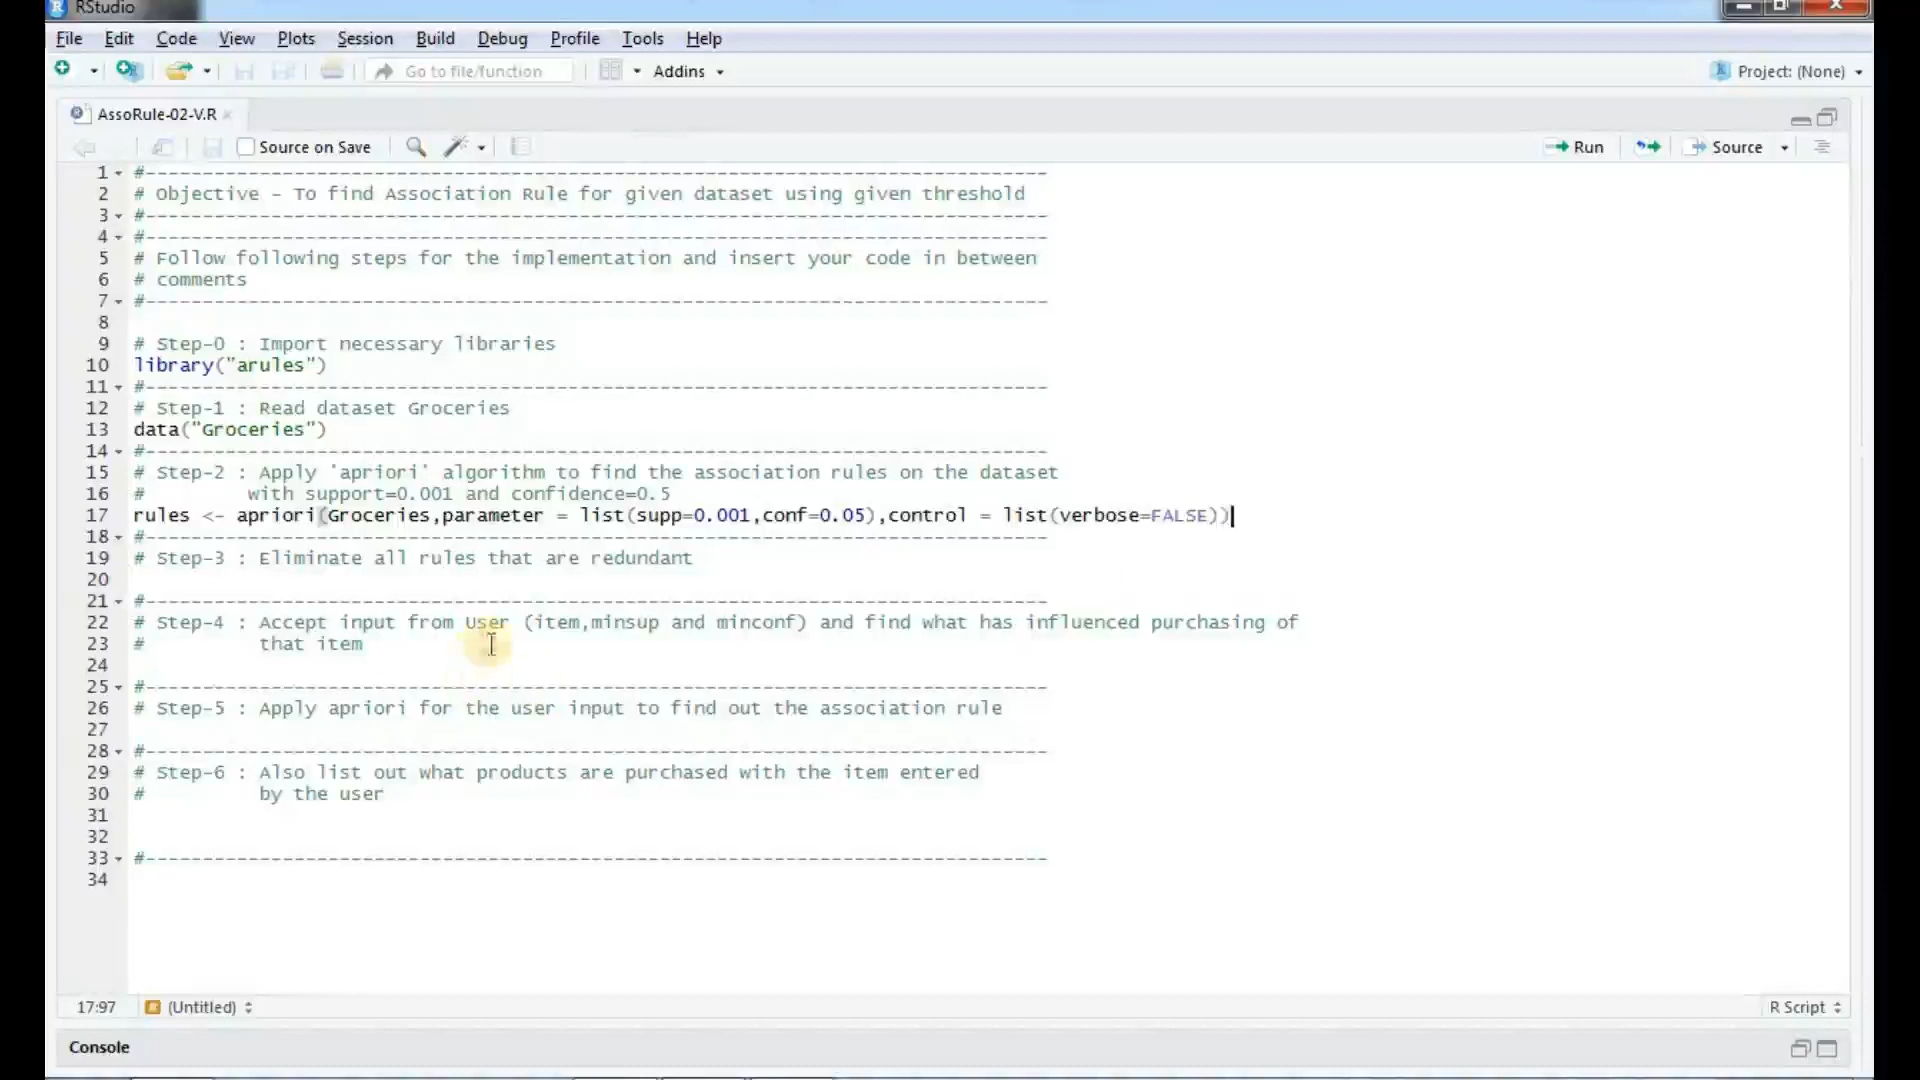 RStudio
File Edit Code View Plots Session Build Debug Profile Tools Help
Go to file/function Addins Project: (None)
AssoRule-02-V.R
Source on Save Run Source
1 #-------------------------------------------------------------------------------
2 # Objective - To find Association Rule for given dataset using given threshold
3 #-------------------------------------------------------------------------------
4 #-------------------------------------------------------------------------------
5 # Follow following steps for the implementation and insert your code in between
6 # comments
7 #-------------------------------------------------------------------------------
8
9 # Step-0 : Import necessary libraries
10 library("arules")
11 #-------------------------------------------------------------------------------
12 # Step-1 : Read dataset Groceries
13 data("Groceries")
14 #-------------------------------------------------------------------------------
15 # Step-2 : Apply 'apriori' algorithm to find the association rules on the dataset
16 # with support=0.001 and confidence=0.5
17 rules <- apriori(Groceries,parameter = list(supp=0.001,conf=0.05),control = list(verbose=FALSE))
18 #-------------------------------------------------------------------------------
19 # Step-3 : Eliminate all rules that are redundant
20
21 #-------------------------------------------------------------------------------
22 # Step-4 : Accept input from User (item,minsup and minconf) and find what has influenced purchasing of
23 # that item
24
25 #-------------------------------------------------------------------------------
26 # Step-5 : Apply apriori for the user input to find out the association rule
27
28 #-------------------------------------------------------------------------------
29 # Step-6 : Also list out what products are purchased with the item entered
30 # by the user
31
32
33 #-------------------------------------------------------------------------------
34
17:97 (Untitled) R Script
Console